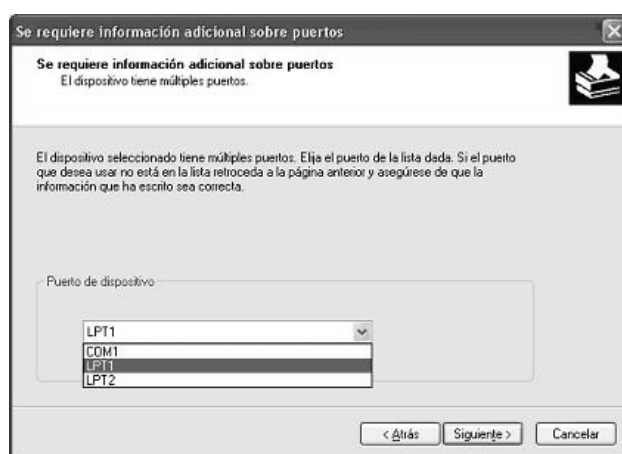 Se requiere información adicional sobre puertos
Se requiere información adicional sobre puertos
El dispositivo tiene múltiples puertos.
El dispositivo seleccionado tiene múltiples puertos. Elija el puerto de la lista dada. Si el puerto
que desea usar no está en la lista retroceda a la página anterior y asegúrese de que la
información que ha escrito sea correcta.
Puerto de dispositivo
LPT1
COM1
LPT1
LPT2
< Atrás Siguiente > Cancelar